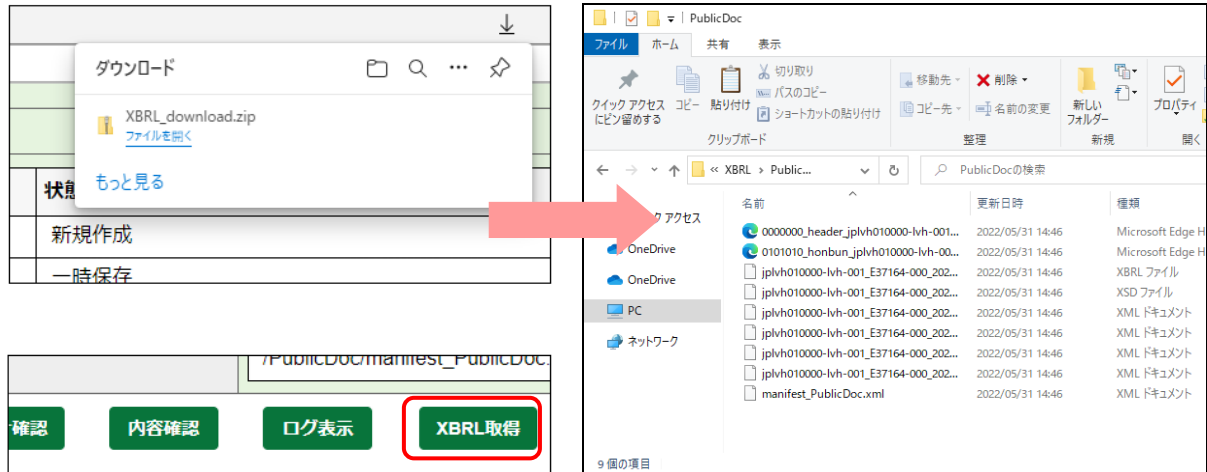 ダウンロード
XBRL_download.zip
ファイルを開く
もっと見る
状態
新規作成
一時保存
/PublicDoc/manifest_PublicDoc.
確認
内容確認
ログ表示
XBRL取得
PublicDoc
ファイル ホーム 共有 表示
クイック アクセス
にピン留めする
コピー
貼り付け
切り取り
パスのコピー
ショートカットの貼り付け
クリップボード
移動先
コピー先
削除
名前の変更
整理
新しい
フォルダー
新規
プロパティ
開く
« XBRL › Public...
PublicDocの検索
名前 更新日時 種類
アクセス
OneDrive
OneDrive
PC
ネットワーク
0000000_header_jplvh010000-lvh-001... 2022/05/31 14:46 Microsoft Edge H
0101010_honbun_jplvh010000-lvh-00... 2022/05/31 14:46 Microsoft Edge H
jplvh010000-lvh-001_E37164-000_202... 2022/05/31 14:46 XBRL ファイル
jplvh010000-lvh-001_E37164-000_202... 2022/05/31 14:46 XSD ファイル
jplvh010000-lvh-001_E37164-000_202... 2022/05/31 14:46 XML ドキュメント
jplvh010000-lvh-001_E37164-000_202... 2022/05/31 14:46 XML ドキュメント
jplvh010000-lvh-001_E37164-000_202... 2022/05/31 14:46 XML ドキュメント
jplvh010000-lvh-001_E37164-000_202... 2022/05/31 14:46 XML ドキュメント
manifest_PublicDoc.xml 2022/05/31 14:46 XML ドキュメント
9 個の項目